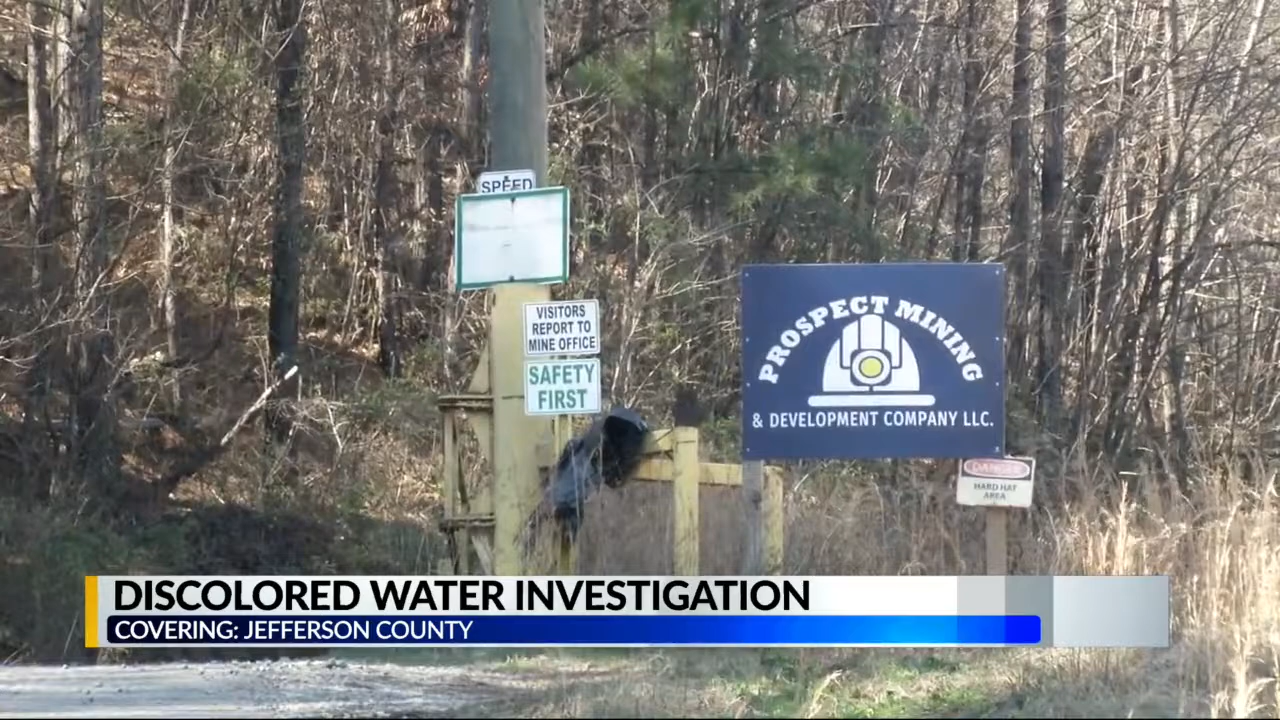 SPEED
VISITORS
REPORT TO
MINE OFFICE
SAFETY
FIRST
PROSPECT MINING
& DEVELOPMENT COMPANY LLC.
DANGER
HARD HAT
AREA
DISCOLORED WATER INVESTIGATION
COVERING: JEFFERSON COUNTY